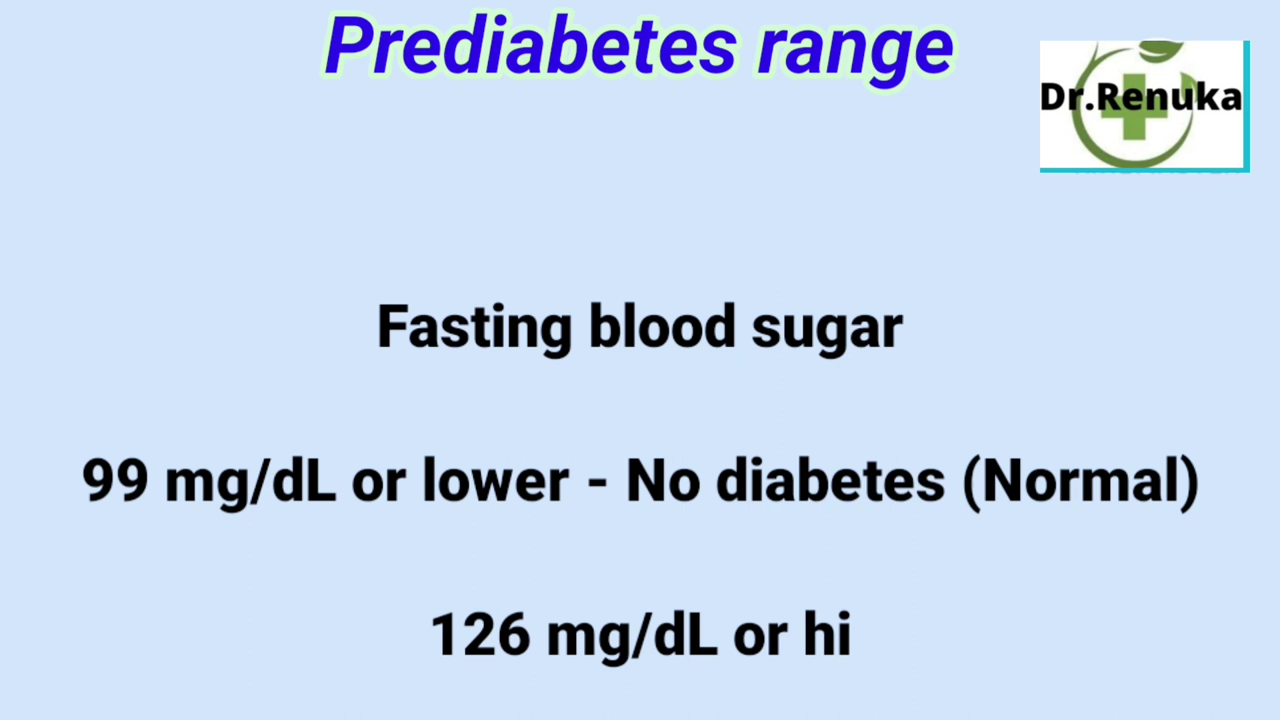 Prediabetes range
Dr.Renuka
Fasting blood sugar
99 mg/dL or lower - No diabetes (Normal)
126 mg/dL or hi